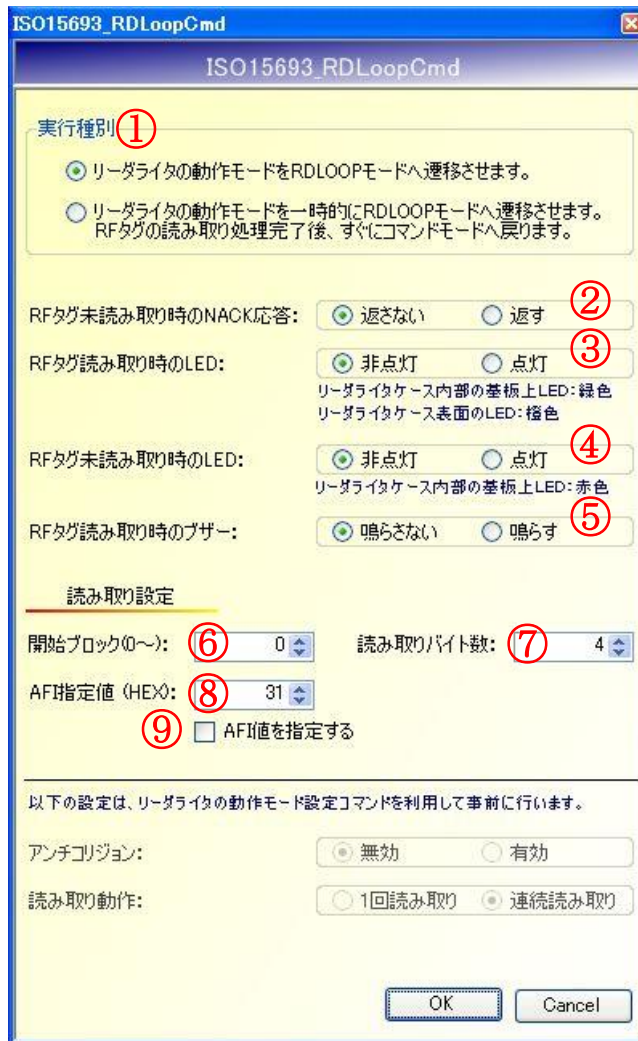 ISO15693_RDLoopCmd
ISO15693_RDLoopCmd
実行種別①
リーダライタの動作モードをRDLOOPモードへ遷移させます。
リーダライタの動作モードを一時的にRDLOOPモードへ遷移させます。
RFタグの読み取り処理完了後、すぐにコマンドモードへ戻ります。
RFタグ未読み取り時のNACK応答: 返さない 返す ②
RFタグ読み取り時のLED: 非点灯 点灯 ③
リーダライタケース内部の基板上LED:緑色
リーダライタケース表面のLED:橙色
RFタグ未読み取り時のLED: 非点灯 点灯 ④
リーダライタケース内部の基板上LED:赤色
RFタグ読み取り時のブザー: 鳴らさない 鳴らす ⑤
読み取り設定
開始ブロック(0～): ⑥ 0 読み取りバイト数: ⑦ 4
AFI指定値 (HEX): ⑧ 31
⑨ AFI値を指定する
以下の設定は、リーダライタの動作モード設定コマンドを利用して事前に行います。
アンチコリジョン: 無効 有効
読み取り動作: 1回読み取り 連続読み取り
OK Cancel